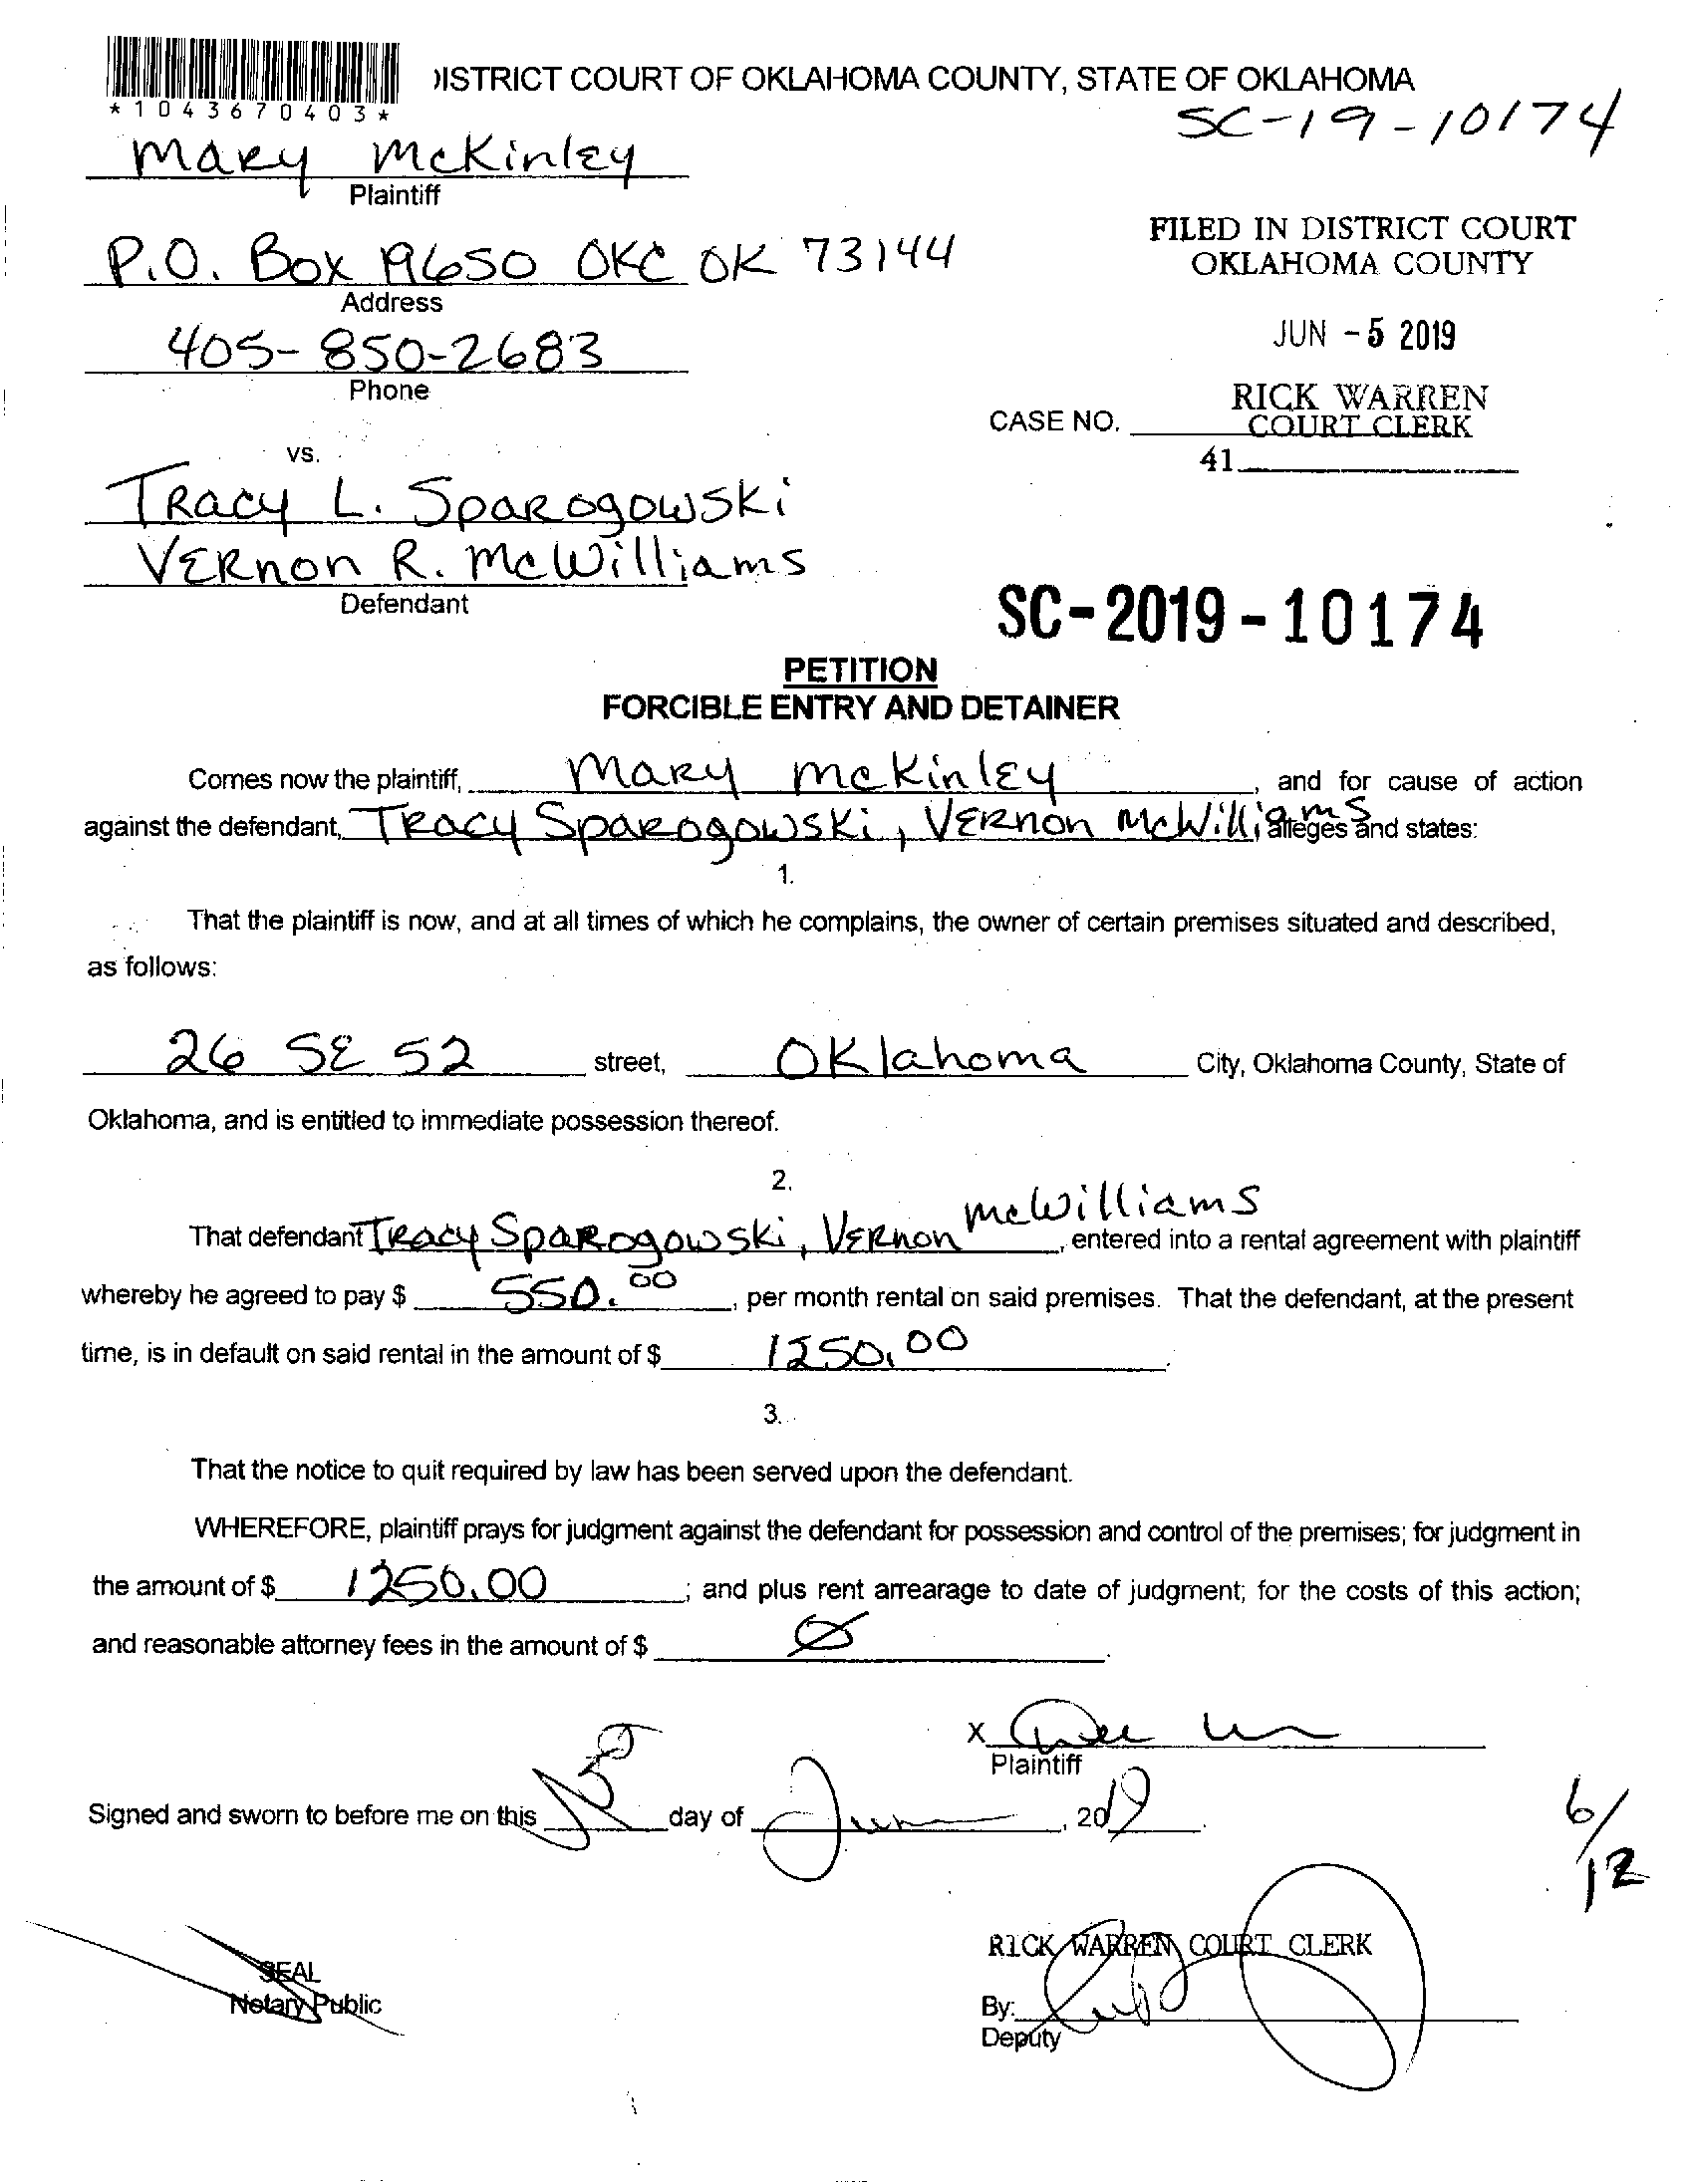 ISTRICT COURT OF OKLAHOMA COUNTY, STATE OF OKLAHOMA
*1043670403*
SC-19-10174
Mary McKinley
Plaintiff
FILED IN DISTRICT COURT
OKLAHOMA COUNTY
P.O. Box 19650 OKC OK 73144
Address
JUN -5 2019
405-850-2683
Phone
RICK WARREN
COURT CLERK
CASE NO.
41
vs.
Tracy L. Sparogowski
Vernon R. McWilliams
Defendant
SC-2019-10174
PETITION
FORCIBLE ENTRY AND DETAINER
Comes now the plaintiff, Mary McKinley, and for cause of action
against the defendant, Tracy Sparogowski, Vernon McWilliams alleges and states:
1.
That the plaintiff is now, and at all times of which he complains, the owner of certain premises situated and described,
as follows:
26 SE 52 street, Oklahoma City, Oklahoma County, State of
Oklahoma, and is entitled to immediate possession thereof.
2.
That defendant Tracy Sparogowski, Vernon McWilliams, entered into a rental agreement with plaintiff
whereby he agreed to pay $ 550.00, per month rental on said premises. That the defendant, at the present
time, is in default on said rental in the amount of $ 1250.00.
3.
That the notice to quit required by law has been served upon the defendant.
WHEREFORE, plaintiff prays for judgment against the defendant for possession and control of the premises; for judgment in
the amount of $ 1250.00; and plus rent arrearage to date of judgment; for the costs of this action;
and reasonable attorney fees in the amount of $ Ø.
X
Plaintiff
Signed and sworn to before me on this 5 day of June, 2019.
6/12
RICK WARREN COURT CLERK
SEAL
Notary Public
By:
Deputy